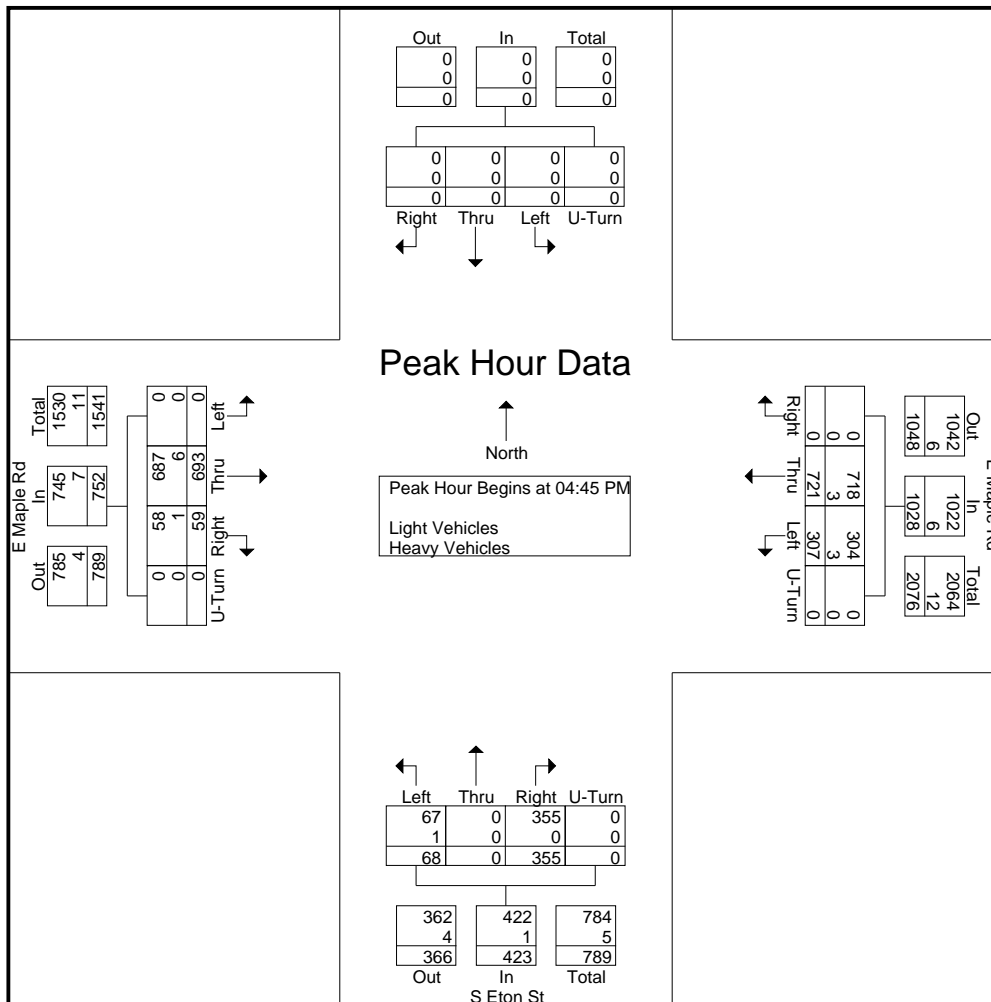 Out In Total
0 0 0
0 0 0
0 0 0
0 0 0 0
0 0 0 0
0 0 0 0
Right Thru Left U-Turn
Peak Hour Data
North
Peak Hour Begins at 04:45 PM
Light Vehicles
Heavy Vehicles
E Maple Rd
Out In Total
785 745 1530
4 7 11
789 752 1541
U-Turn Right Thru Left
0 58 687 0
0 1 6 0
0 59 693 0
E Maple Rd
Out In Total
1042 1022 2064
6 6 12
1048 1028 2076
0 718 304 0
0 3 3 0
0 721 307 0
Right Thru Left U-Turn
Left Thru Right U-Turn
67 0 355 0
1 0 0 0
68 0 355 0
362 422 784
4 1 5
366 423 789
Out In Total
S Eton St